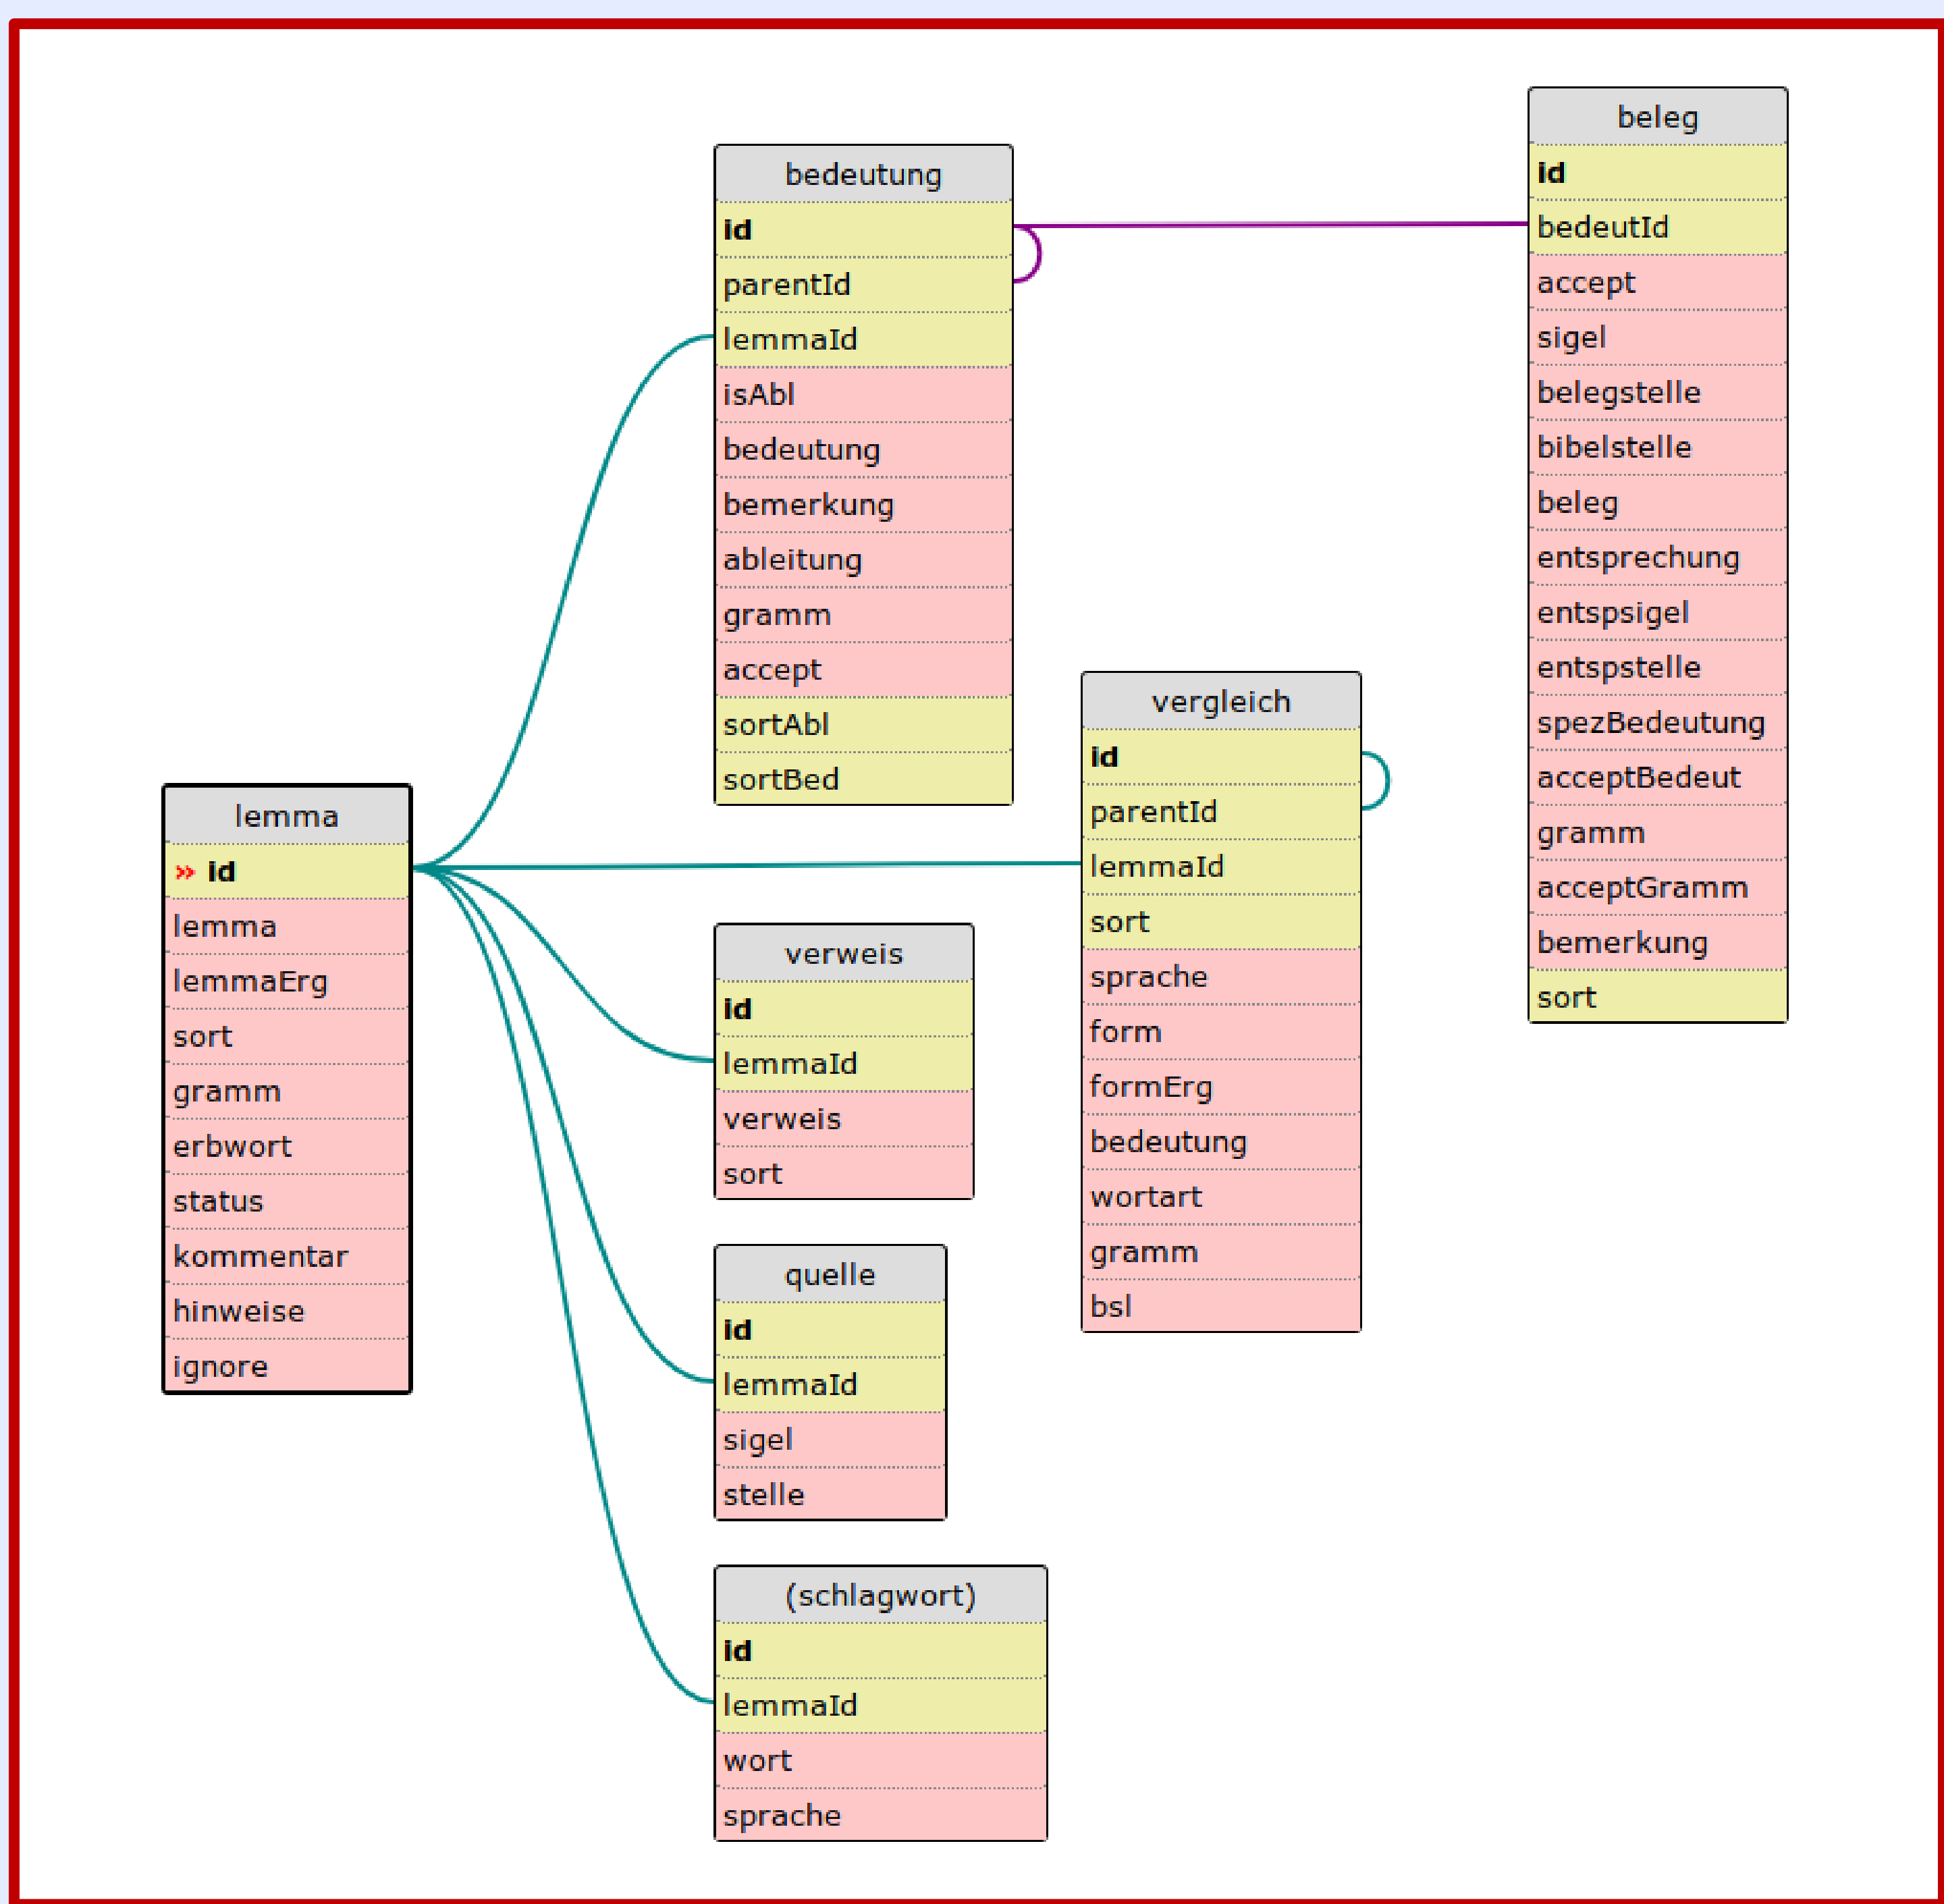 lemma
» id
lemma
lemmaErg
sort
gramm
erbwort
status
kommentar
hinweise
ignore
bedeutung
id
parentId
lemmaId
isAbl
bedeutung
bemerkung
ableitung
gramm
accept
sortAbl
sortBed
verweis
id
lemmaId
verweis
sort
quelle
id
lemmaId
sigel
stelle
(schlagwort)
id
lemmaId
wort
sprache
vergleich
id
parentId
lemmaId
sort
sprache
form
formErg
bedeutung
wortart
gramm
bsl
beleg
id
bedeutId
accept
sigel
belegstelle
bibelstelle
beleg
entsprechung
entspsigel
entspstelle
spezBedeutung
acceptBedeut
gramm
acceptGramm
bemerkung
sort